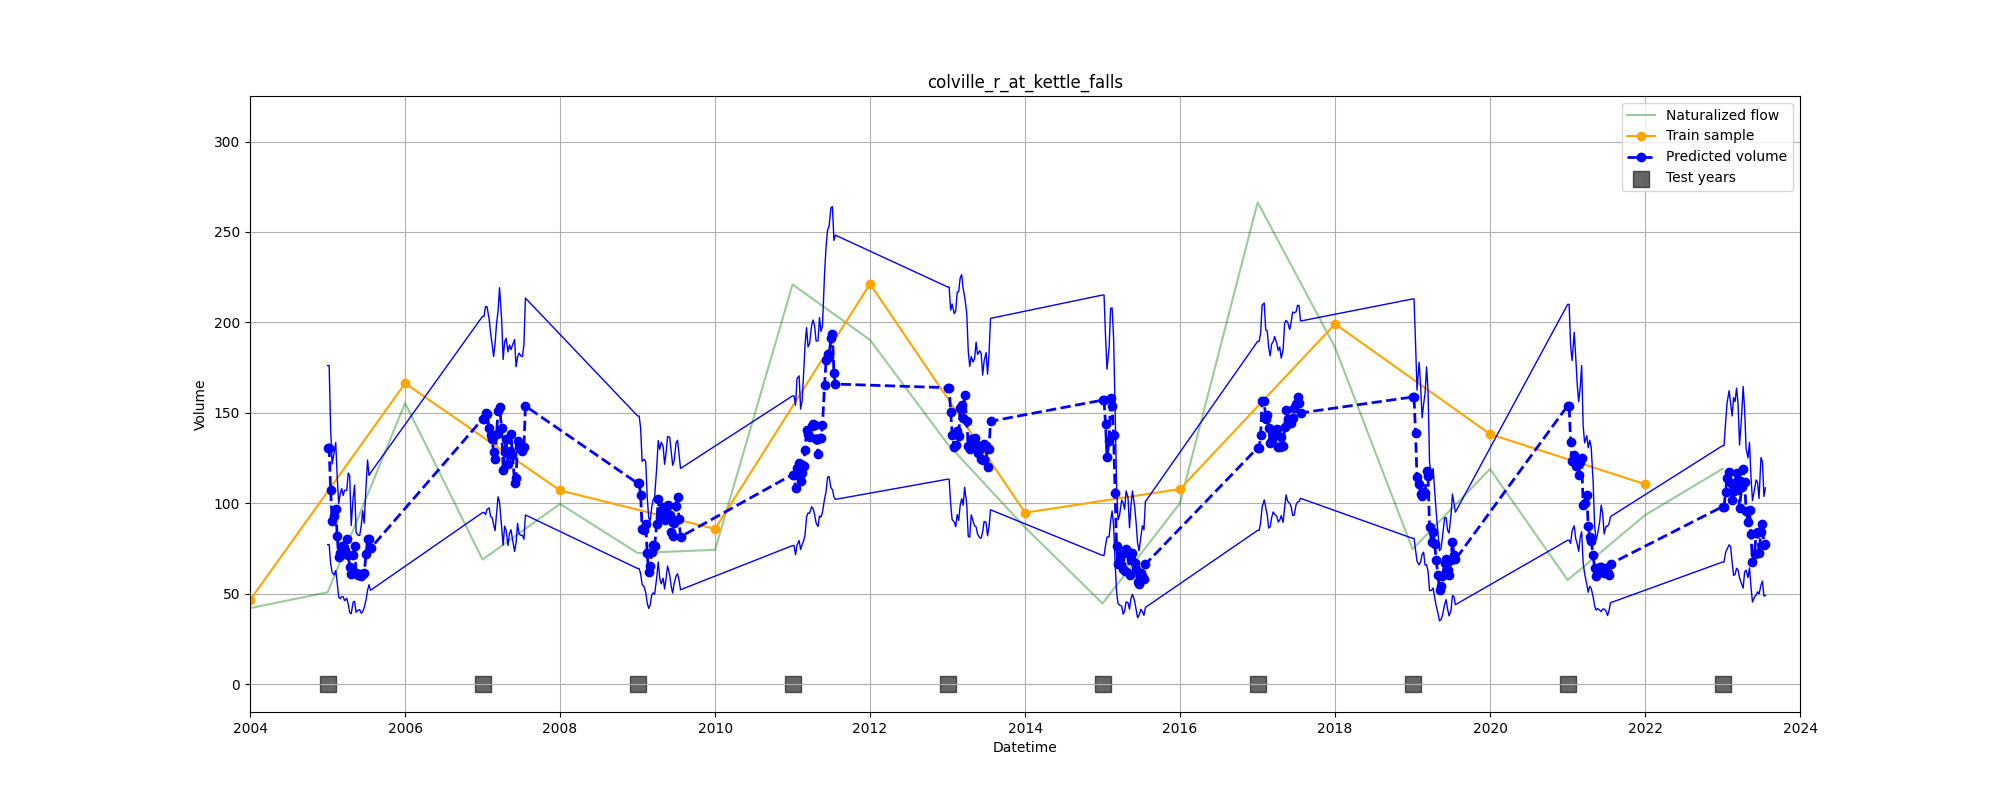 colville_r_at_kettle_falls
Naturalized flow
Train sample
Predicted volume
Test years
Volume
300
250
200
150
100
50
0
2004 2006 2008 2010 2012 2014 2016 2018 2020 2022 2024
Datetime